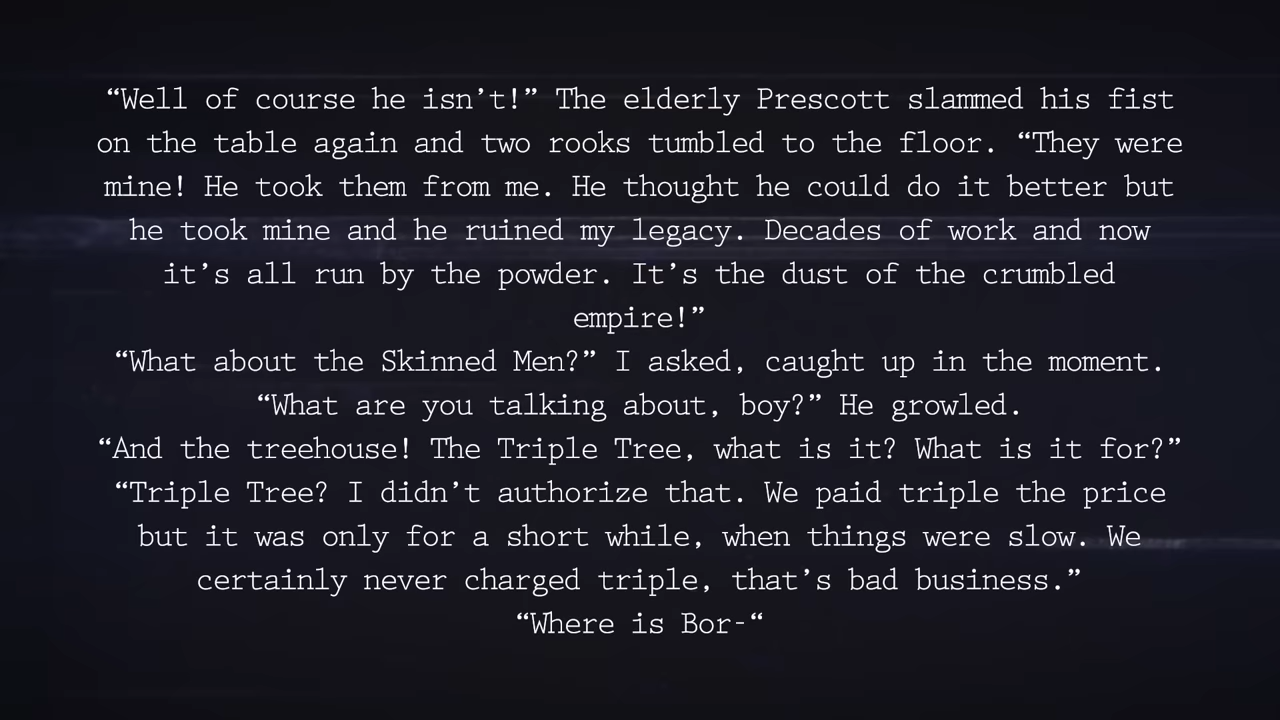 “Well of course he isn’t!” The elderly Prescott slammed his fist
on the table again and two rooks tumbled to the floor. “They were
mine! He took them from me. He thought he could do it better but
he took mine and he ruined my legacy. Decades of work and now
it’s all run by the powder. It’s the dust of the crumbled
empire!”
“What about the Skinned Men?” I asked, caught up in the moment.
“What are you talking about, boy?” He growled.
“And the treehouse! The Triple Tree, what is it? What is it for?”
“Triple Tree? I didn’t authorize that. We paid triple the price
but it was only for a short while, when things were slow. We
certainly never charged triple, that’s bad business.”
“Where is Bor-“